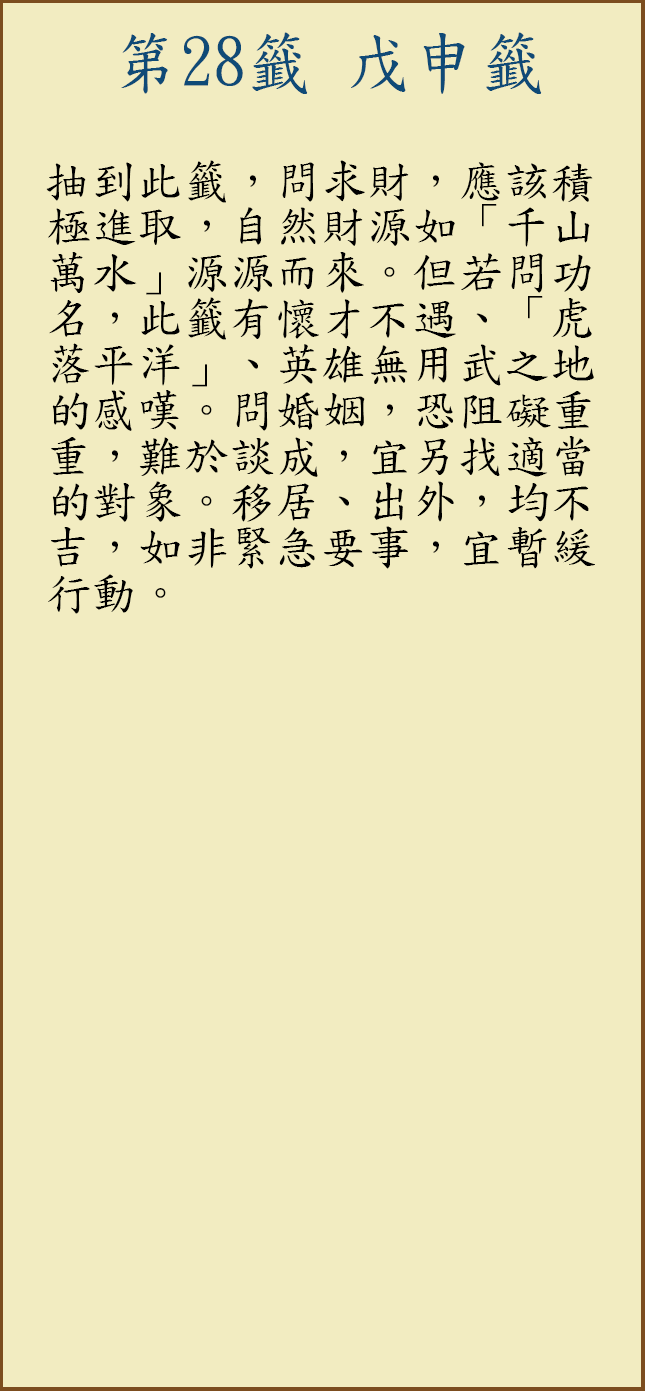 第28籤 戊申籤
抽到此籤，問求財，應該積
極進取，自然財源如「千山
萬水」源源而來。但若問功
名，此籤有懷才不遇、「虎
落平洋」、英雄無用武之地
的感嘆。問婚姻，恐阻礙重
重，難於談成，宜另找適當
的對象。移居、出外，均不
吉，如非緊急要事，宜暫緩
行動。